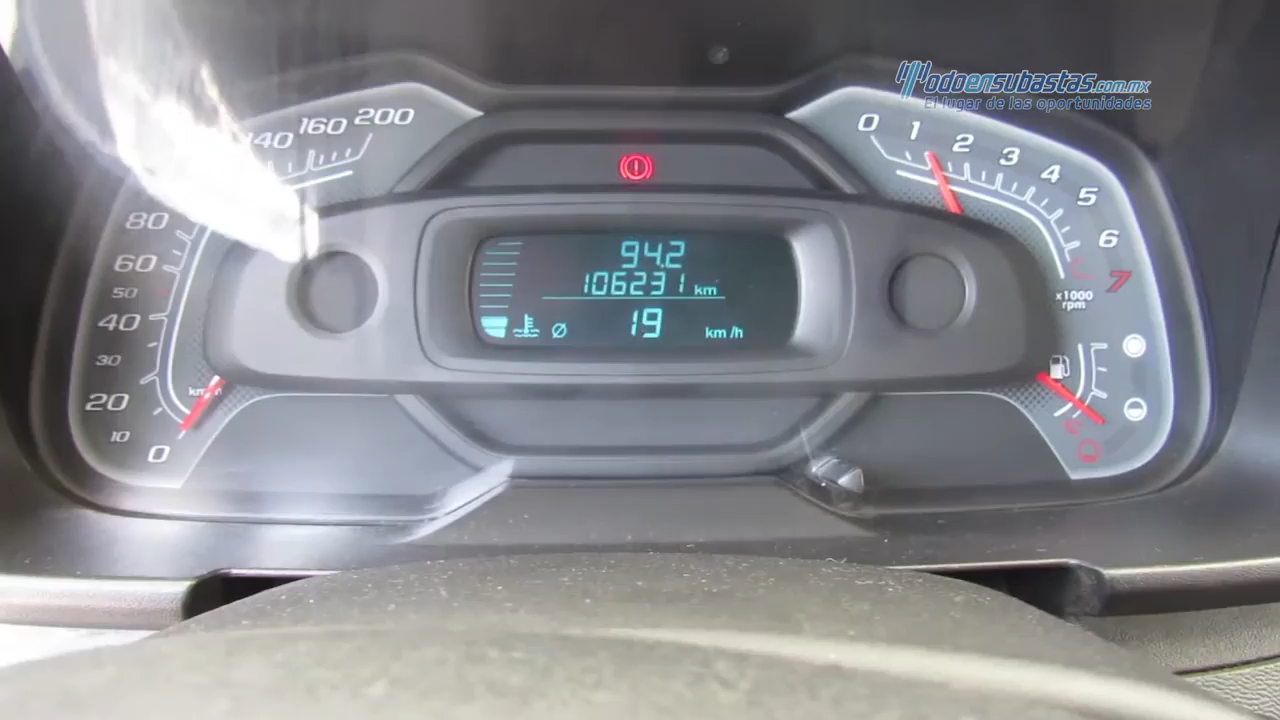 Modoensubastas.com.mx
El lugar de las oportunidades
140 160 200
80
60
50
40
30
20
10
0
km/h
94.2
106231 km
Ø 19 km/h
0 1 2 3 4 5 6 7
x1000
rpm